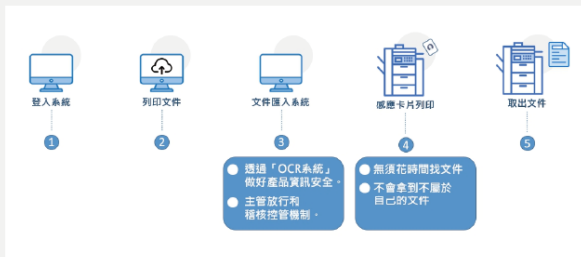 登入系統
列印文件
文件匯入系統
感應卡片列印
取出文件
1
2
3
4
5
透過「OCR系統」
做好產品資訊安全。
主管放行和
稽核控管機制。
無須花時間找文件
不會拿到不屬於
自己的文件